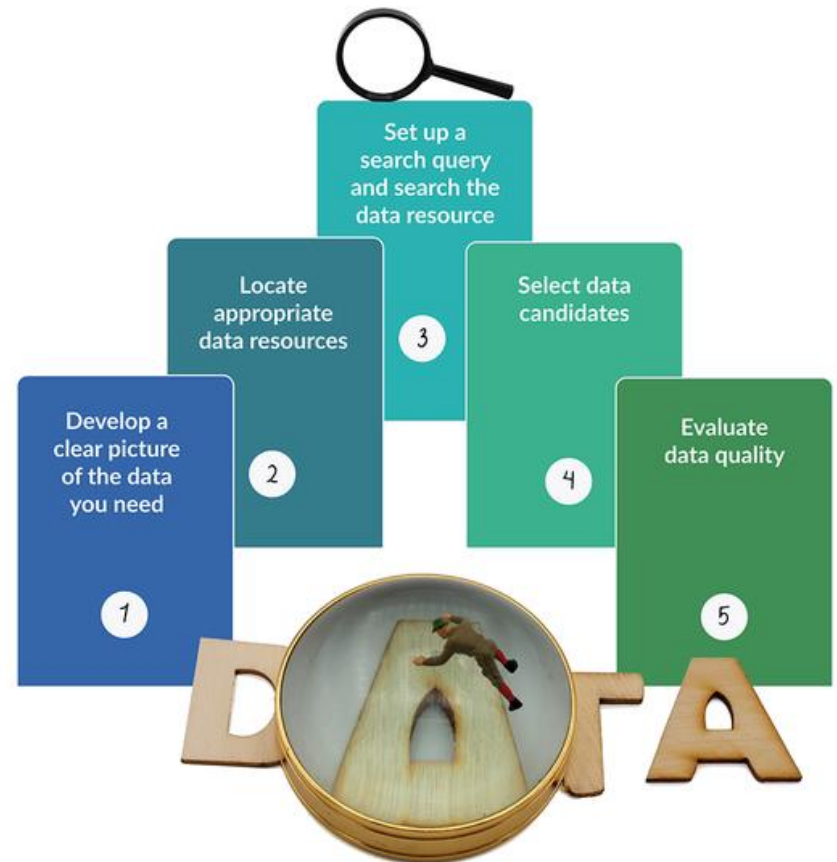 Develop a
clear picture
of the data
you need
1
Locate
appropriate
data resources
2
Set up a
search query
and search the
data resource
3
Select data
candidates
4
Evaluate
data quality
5
DATA